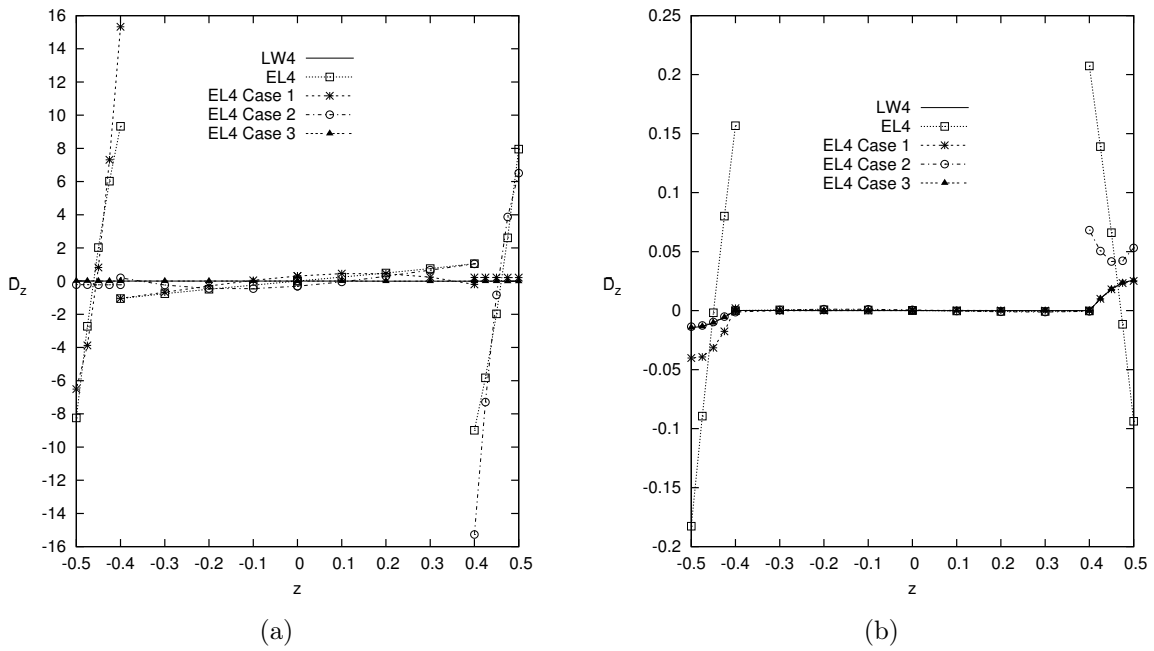 16
14
12
10
8
6
4
2
0
-2
-4
-6
-8
-10
-12
-14
-16
D̄z
LW4
EL4
EL4 Case 1
EL4 Case 2
EL4 Case 3
-0.5 -0.4 -0.3 -0.2 -0.1 0 0.1 0.2 0.3 0.4 0.5
z
(a)
0.25
0.2
0.15
0.1
0.05
0
-0.05
-0.1
-0.15
-0.2
D̄z
LW4
EL4
EL4 Case 1
EL4 Case 2
EL4 Case 3
-0.5 -0.4 -0.3 -0.2 -0.1 0 0.1 0.2 0.3 0.4 0.5
z
(b)